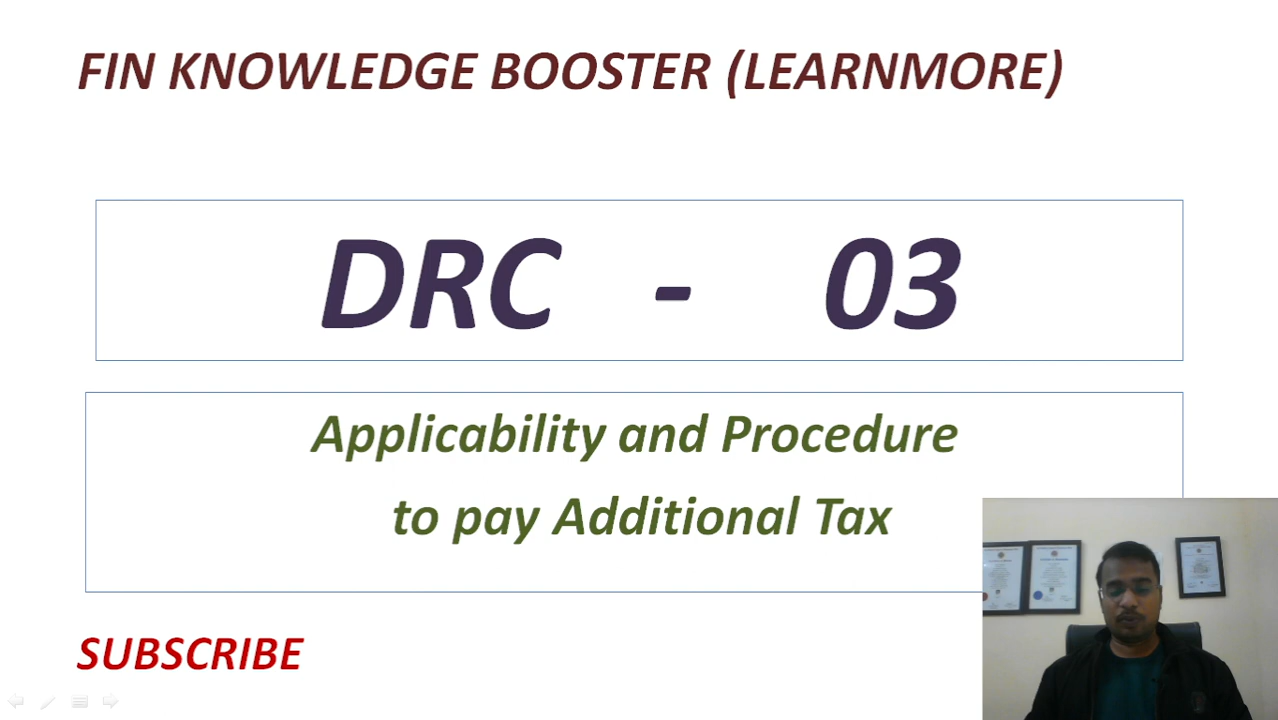 FIN KNOWLEDGE BOOSTER (LEARNMORE)
DRC - 03
Applicability and Procedure
to pay Additional Tax
SUBSCRIBE